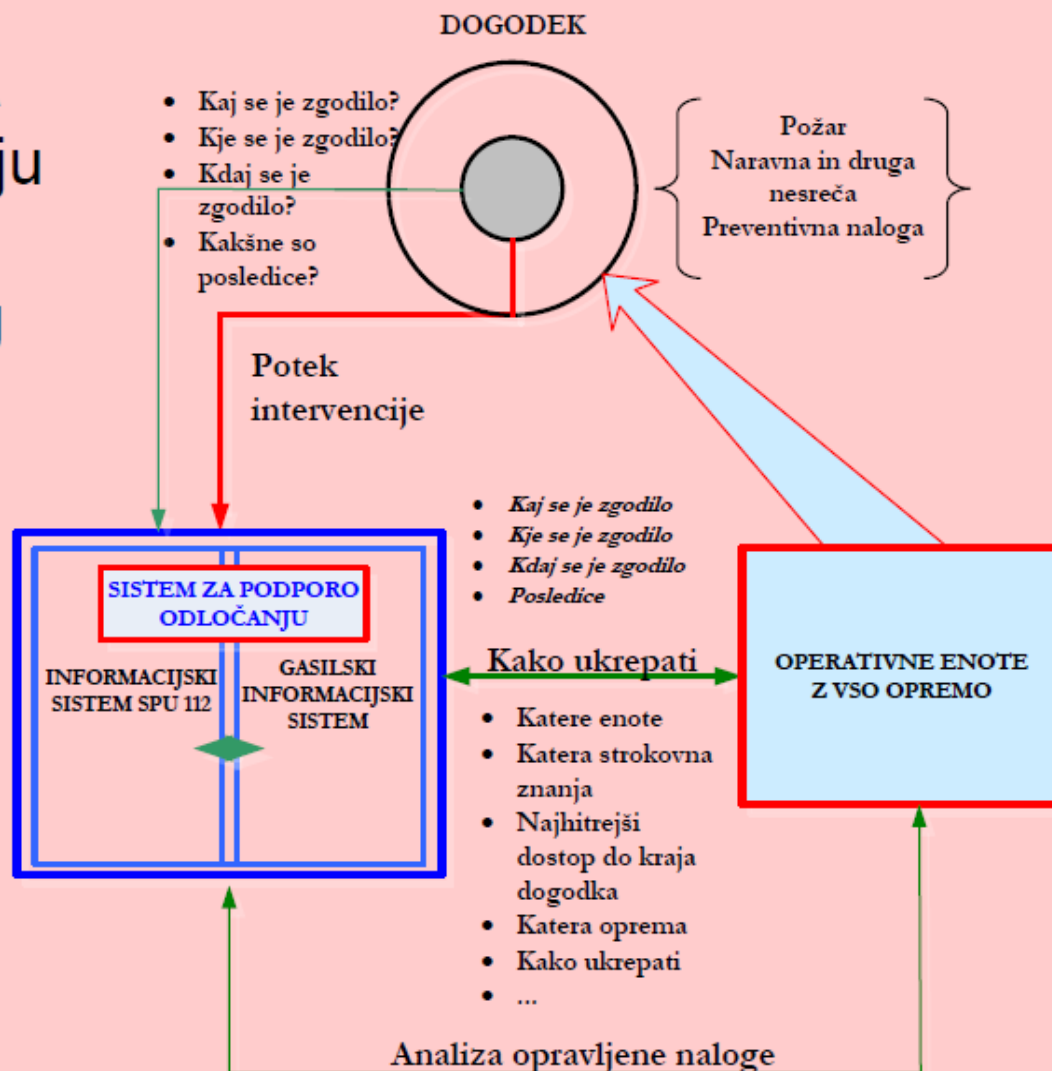 DOGODEK
ju
• Kaj se je zgodilo?
• Kje se je zgodilo?
• Kdaj se je
zgodilo?
• Kakšne so
posledice?
Požar
Naravna in druga
nesreča
Preventivna naloga
Potek
intervencije
• Kaj se je zgodilo
• Kje se je zgodilo
• Kdaj se je zgodilo
• Posledice
SISTEM ZA PODPORO
ODLOČANJU
INFORMACIJSKI
SISTEM SPU 112
GASILSKI
INFORMACIJSKI
SISTEM
Kako ukrepati
OPERATIVNE ENOTE
Z VSO OPREMO
• Katere enote
• Katera strokovna
znanja
• Najhitrejši
dostop do kraja
dogodka
• Katera oprema
• Kako ukrepati
• ...
Analiza opravljene naloge